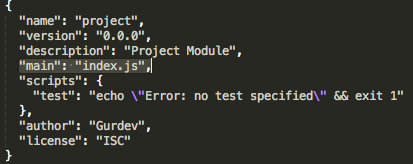 {
  "name": "project",
  "version": "0.0.0",
  "description": "Project Module",
  "main": "index.js",
  "scripts": {
    "test": "echo \"Error: no test specified\" && exit 1"
  },
  "author": "Gurdev",
  "license": "ISC"
}